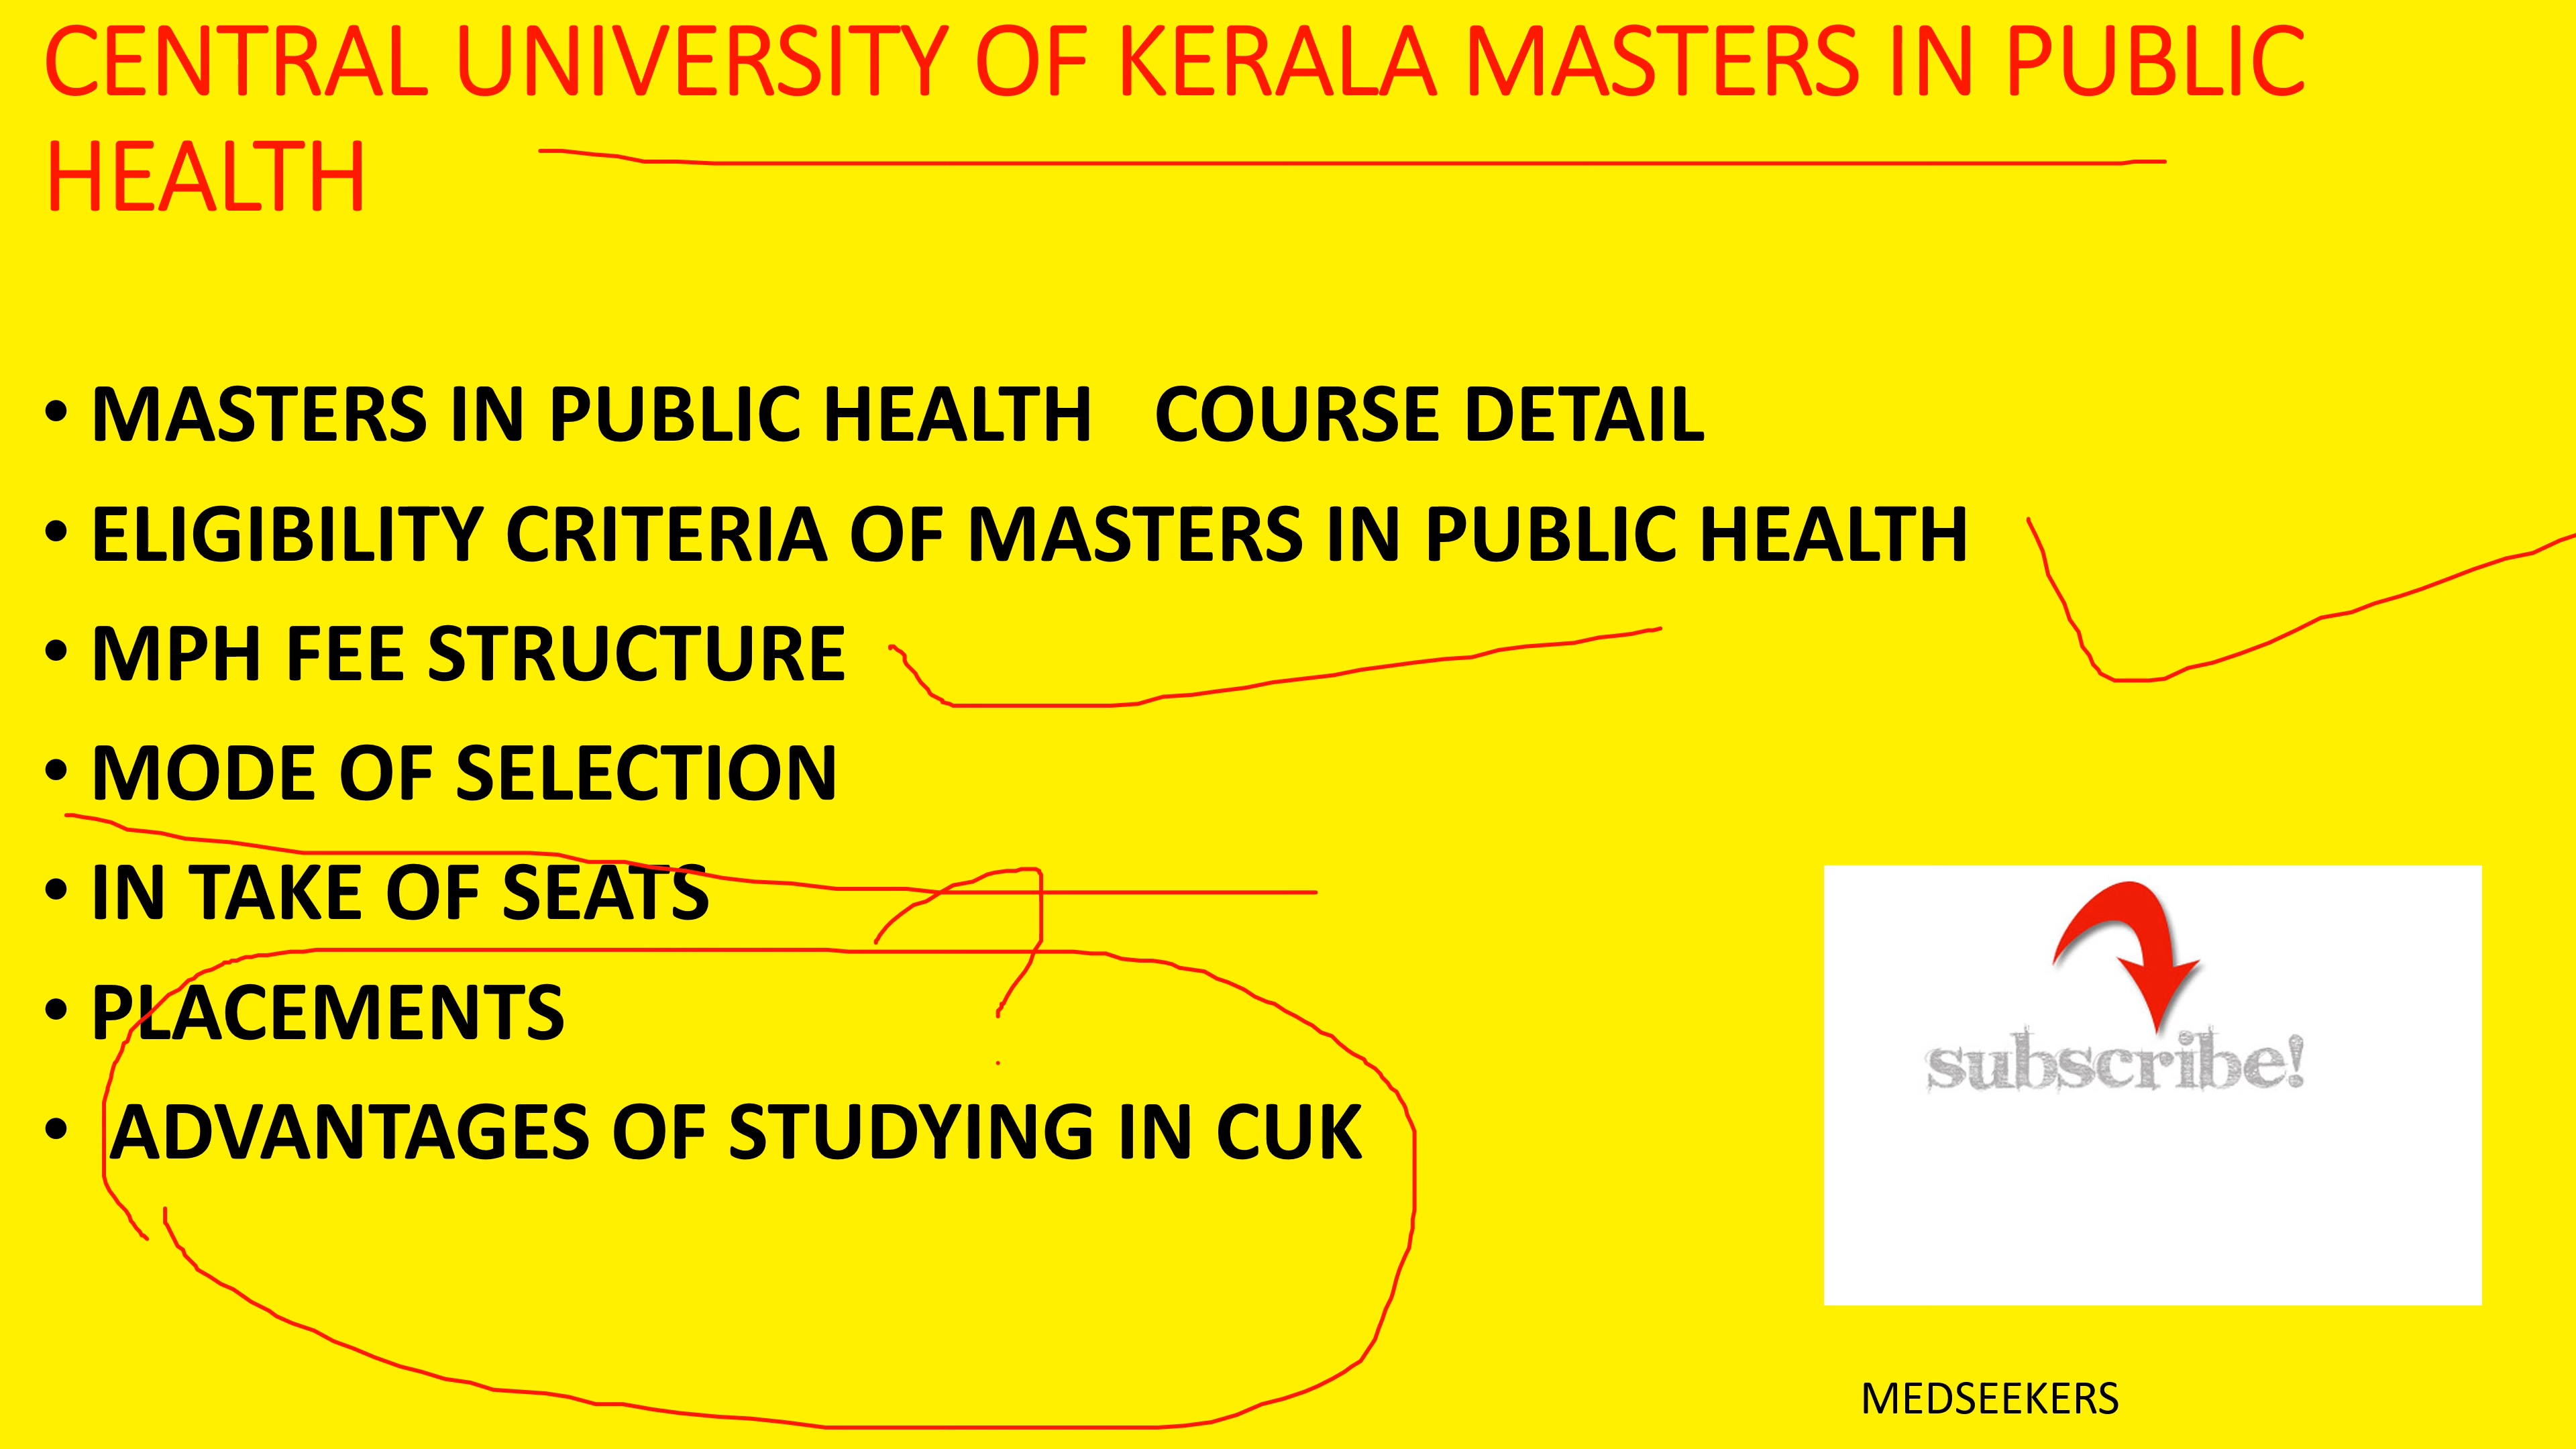 CENTRAL UNIVERSITY OF KERALA MASTERS IN PUBLIC
HEALTH
• MASTERS IN PUBLIC HEALTH   COURSE DETAIL
• ELIGIBILITY CRITERIA OF MASTERS IN PUBLIC HEALTH
• MPH FEE STRUCTURE
• MODE OF SELECTION
• IN TAKE OF SEATS
• PLACEMENTS
• ADVANTAGES OF STUDYING IN CUK
subscribe!
MEDSEEKERS